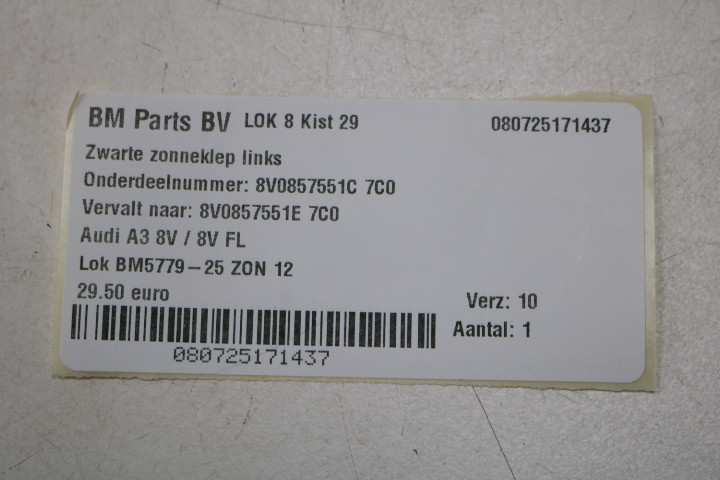 BM Parts BV LOK 8 Kist 29 080725171437
Zwarte zonneklep links
Onderdeelnummer: 8V0857551C 7C0
Vervalt naar: 8V0857551E 7C0
Audi A3 8V / 8V FL
Lok BM5779-25 ZON 12
29.50 euro Verz: 10
Aantal: 1
080725171437